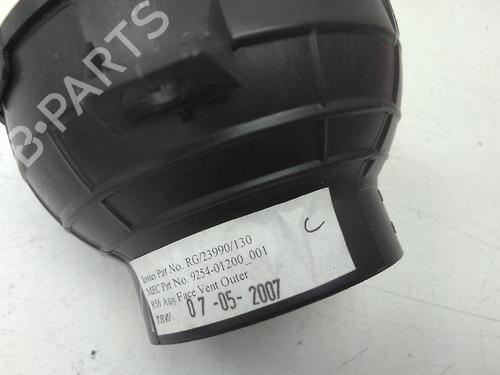 B-PARTS
Invoer Part No. RG/23990/130
MEC Part No. 9254-01200_001
R56 Assy Face Vent Outer
TRW 07-05-2007
C